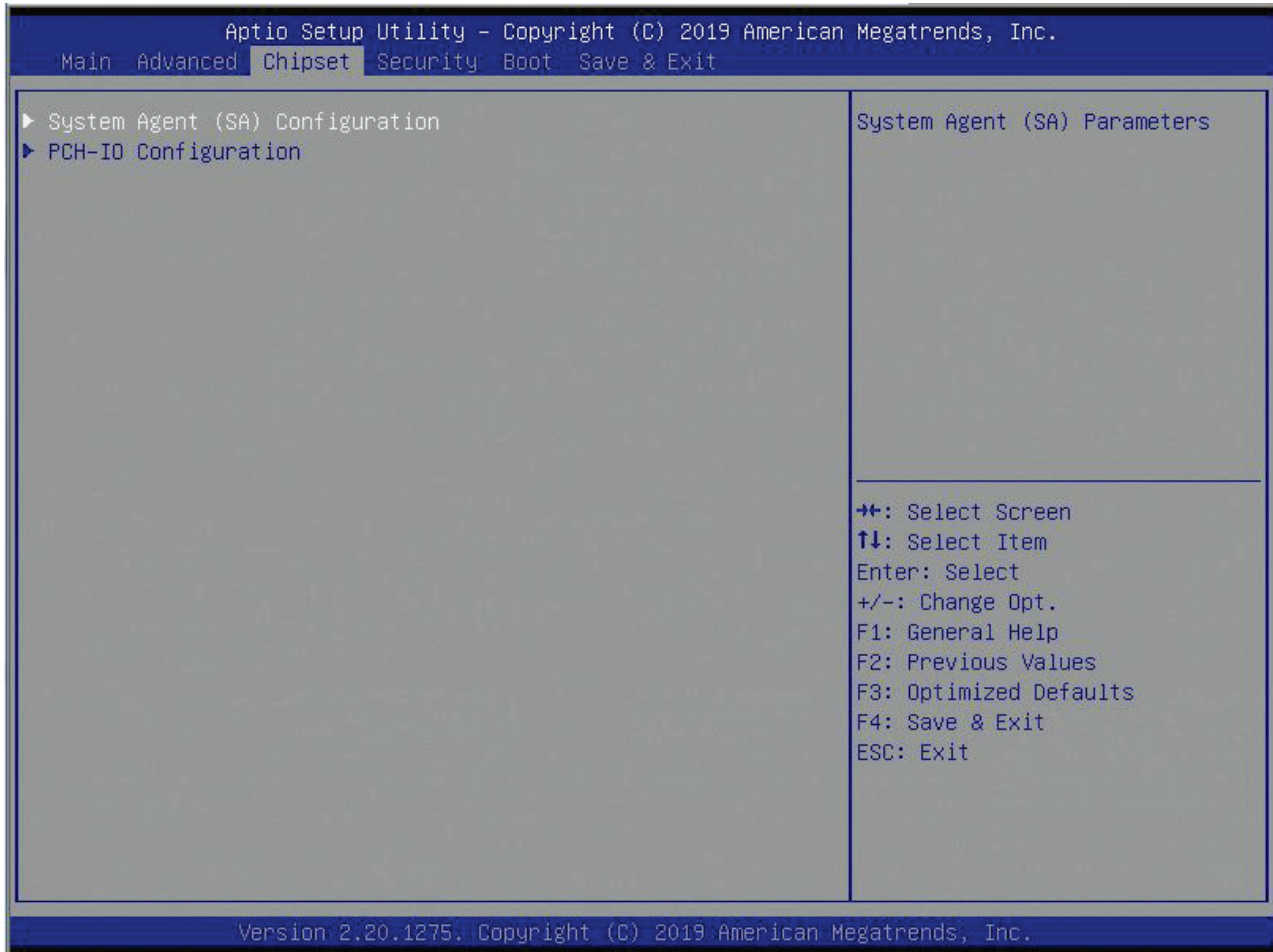 Aptio Setup Utility – Copyright (C) 2019 American Megatrends, Inc.
Main Advanced Chipset Security Boot Save & Exit
▶ System Agent (SA) Configuration
▶ PCH-IO Configuration
System Agent (SA) Parameters
→←: Select Screen
↑↓: Select Item
Enter: Select
+/-: Change Opt.
F1: General Help
F2: Previous Values
F3: Optimized Defaults
F4: Save & Exit
ESC: Exit
Version 2.20.1275. Copyright (C) 2019 American Megatrends, Inc.